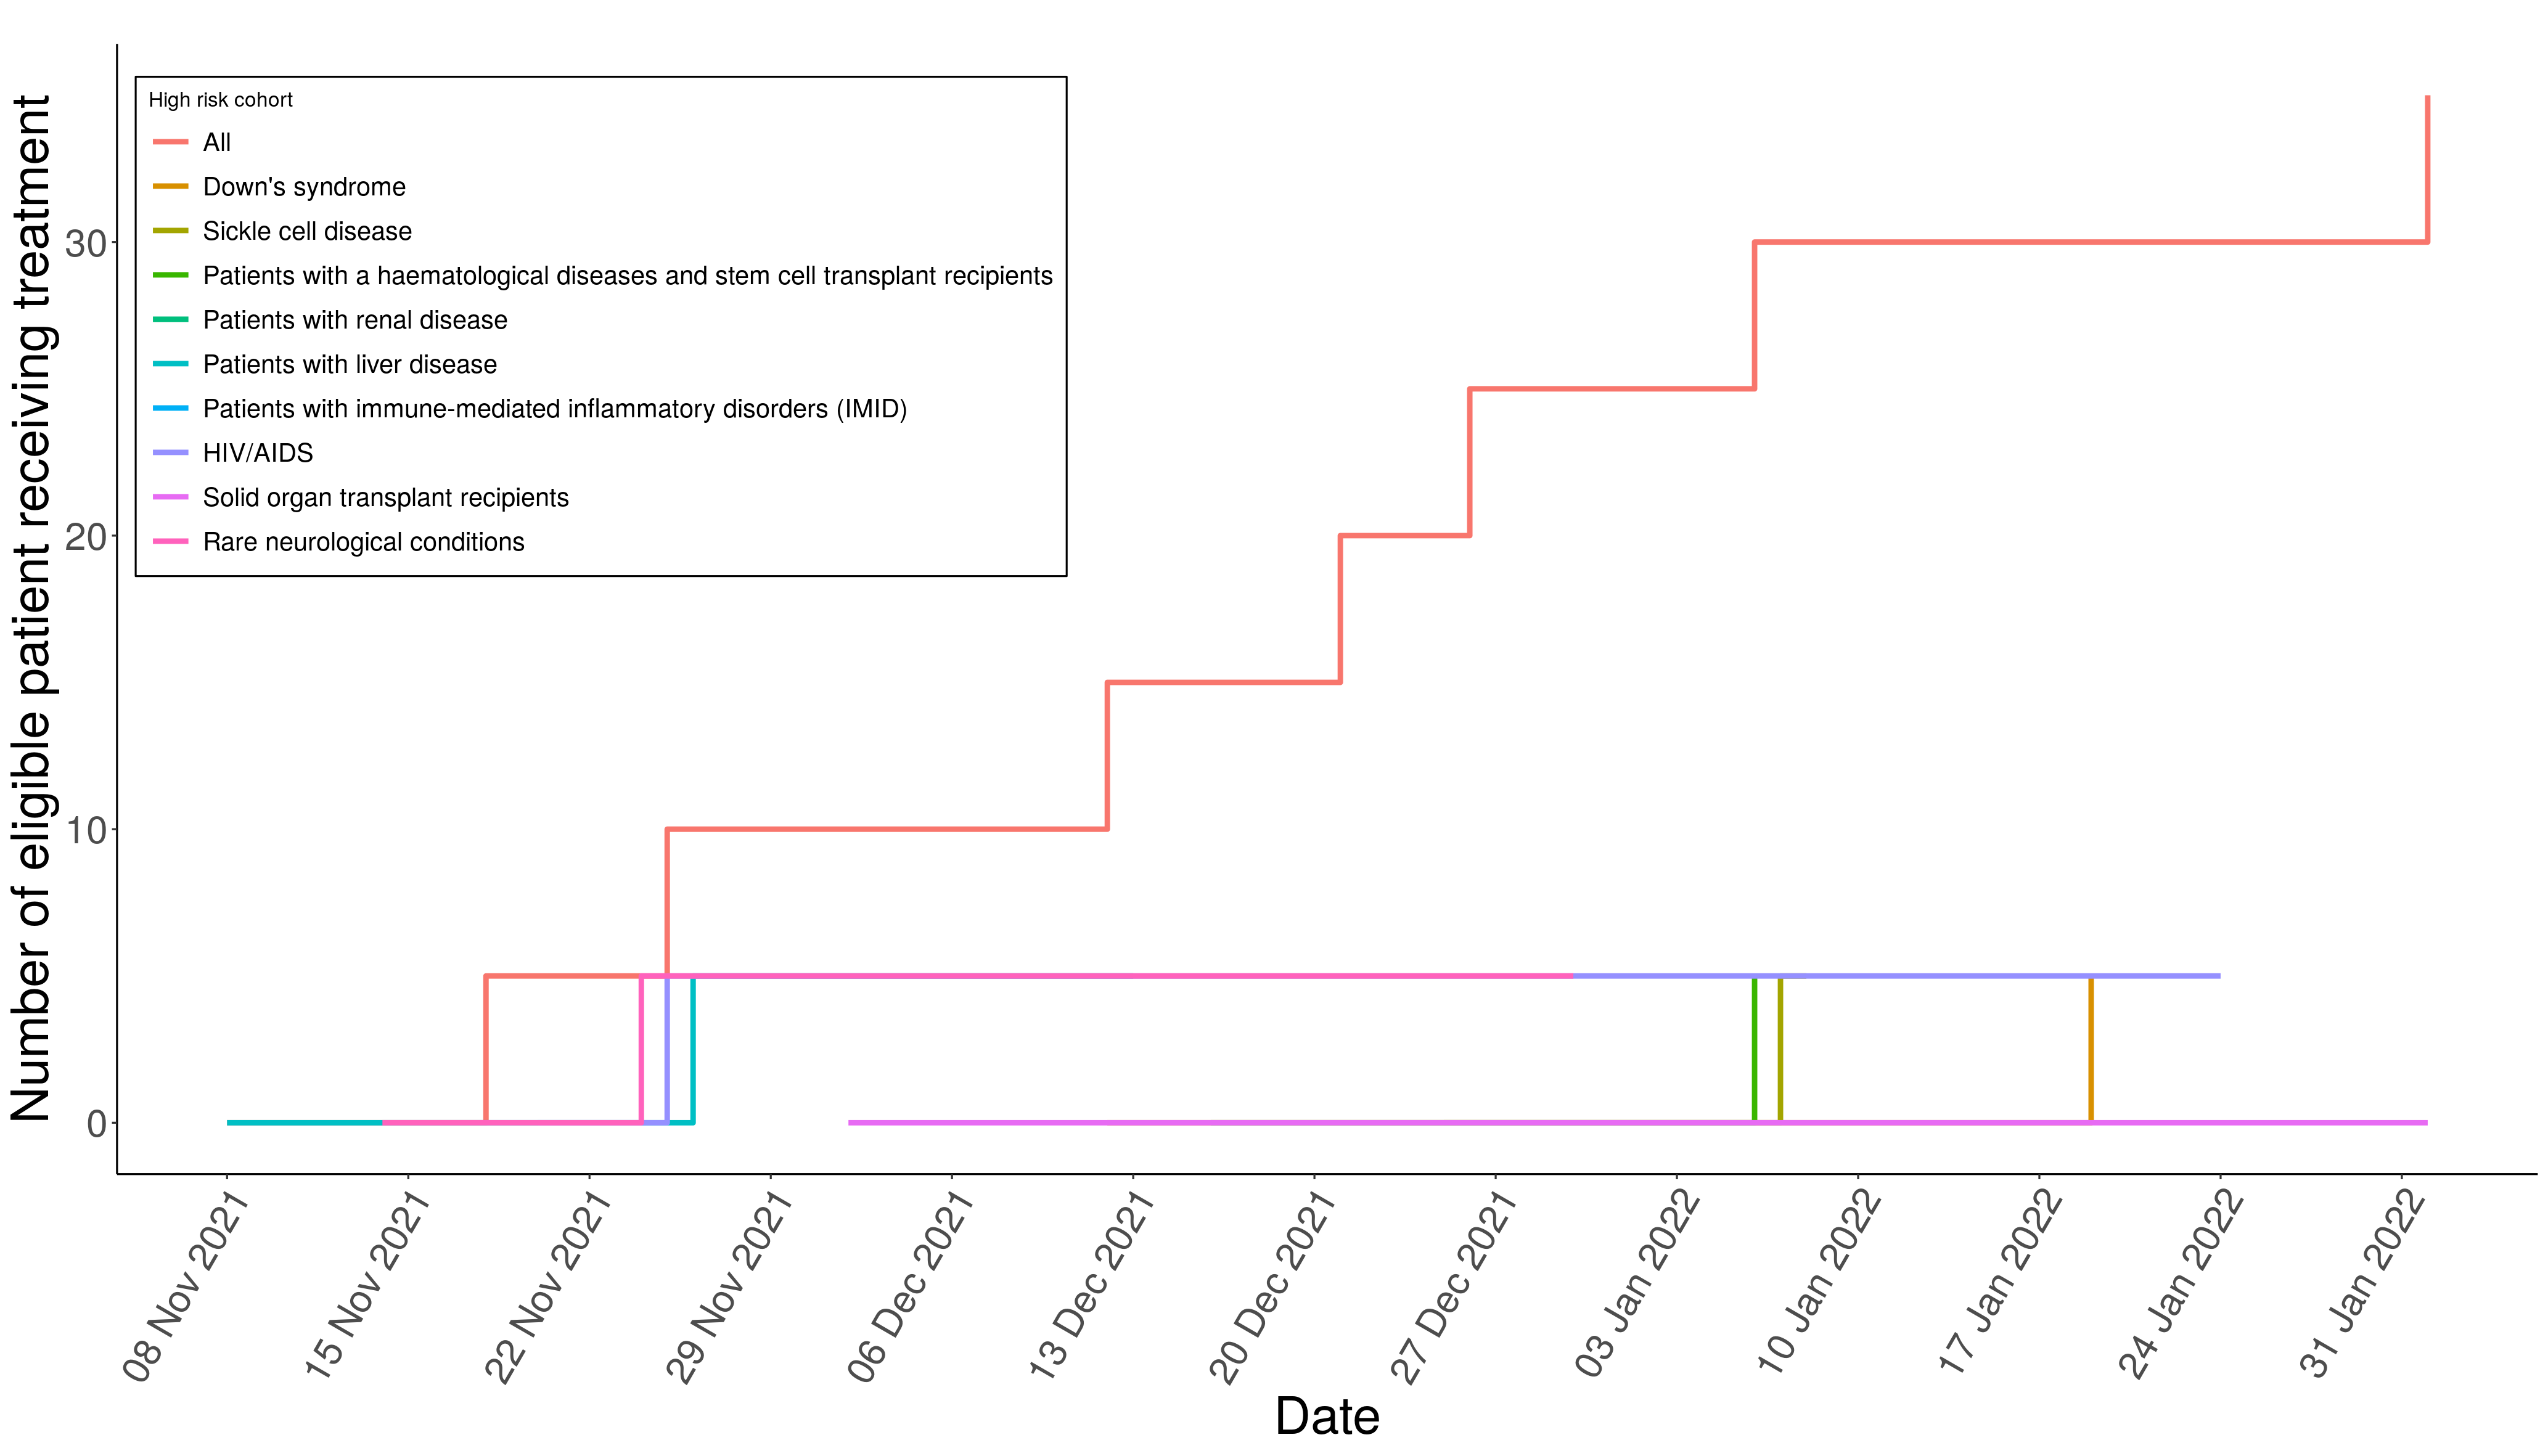 Number of eligible patient receiving treatment
High risk cohort
All
Down's syndrome
Sickle cell disease
Patients with a haematological diseases and stem cell transplant recipients
Patients with renal disease
Patients with liver disease
Patients with immune-mediated inflammatory disorders (IMID)
HIV/AIDS
Solid organ transplant recipients
Rare neurological conditions
30
20
10
0
08 Nov 2021
15 Nov 2021
22 Nov 2021
29 Nov 2021
06 Dec 2021
13 Dec 2021
20 Dec 2021
27 Dec 2021
03 Jan 2022
10 Jan 2022
17 Jan 2022
24 Jan 2022
31 Jan 2022
Date